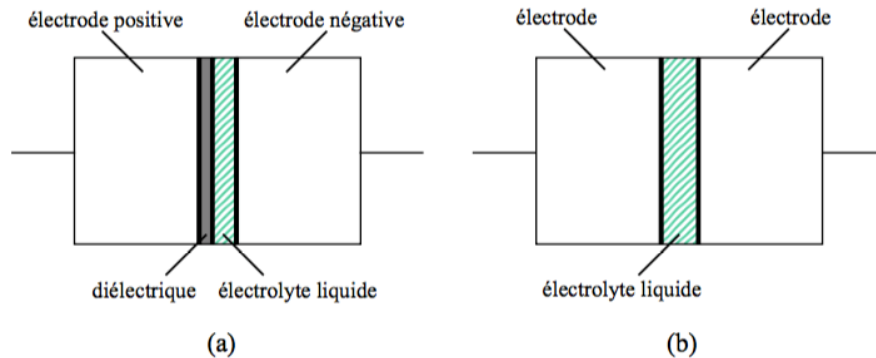 électrode positive
électrode négative
diélectrique
électrolyte liquide
(a)
électrode
électrode
électrolyte liquide
(b)